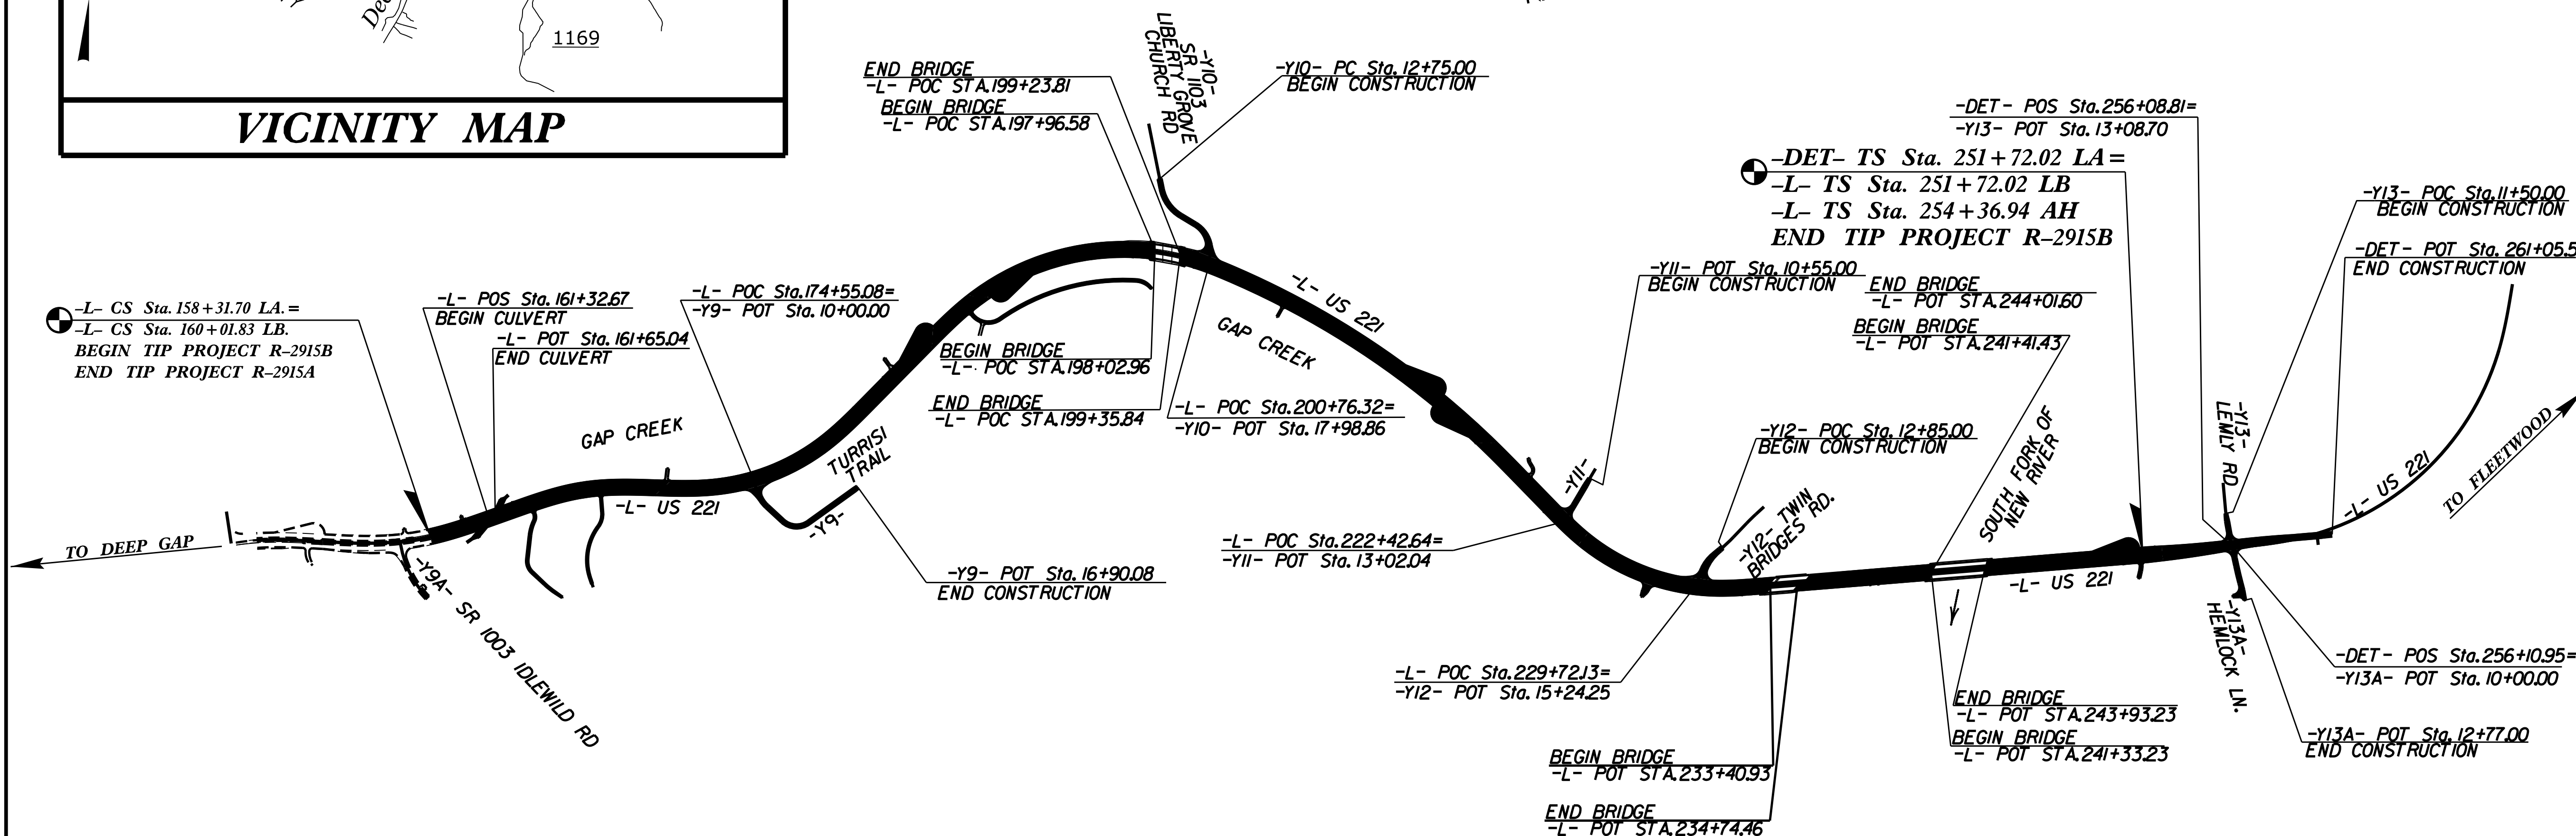 1169
VICINITY MAP
END BRIDGE
-L- POC STA.199+23.81
BEGIN BRIDGE
-L- POC STA.197+96.58
-Y10-
SR 1103
LIBERTY GROVE
CHURCH RD
-Y10- PC Sta.12+75.00
BEGIN CONSTRUCTION
-DET- POS Sta.256+08.81=
-Y13- POT Sta.13+08.70
-DET- TS Sta. 251+72.02 LA=
-L- TS Sta. 251+72.02 LB
-L- TS Sta. 254+36.94 AH
END TIP PROJECT R-2915B
-Y13- POC Sta.11+50.00
BEGIN CONSTRUCTION
-DET- POT Sta.261+05.5
END CONSTRUCTION
-L- CS Sta. 158+31.70 LA.=
-L- CS Sta. 160+01.83 LB.
BEGIN TIP PROJECT R-2915B
END TIP PROJECT R-2915A
-L- POS Sta.161+32.67
BEGIN CULVERT
-L- POT Sta.161+65.04
END CULVERT
-L- POC Sta.174+55.08=
-Y9- POT Sta.10+00.00
BEGIN BRIDGE
-L- POC STA.198+02.96
END BRIDGE
-L- POC STA.199+35.84
-L- US 221
GAP CREEK
-L- POC Sta.200+76.32=
-Y10- POT Sta.17+98.86
-Y11- POT Sta.10+55.00
BEGIN CONSTRUCTION
END BRIDGE
-L- POT STA.244+01.60
BEGIN BRIDGE
-L- POT STA.241+41.43
GAP CREEK
TURRISI
TRAIL
-L- US 221
-Y9-
-Y11-
-Y12- POC Sta.12+85.00
BEGIN CONSTRUCTION
SOUTH FORK OF
NEW RIVER
-Y13-
LEMLY RD
-L- US 221
TO FLEETWOOD
TO DEEP GAP
-Y9A- SR 1003 IDLEWILD RD
-Y9- POT Sta.16+90.08
END CONSTRUCTION
-L- POC Sta.222+42.64=
-Y11- POT Sta.13+02.04
-Y12- TWIN
BRIDGES RD.
-L- US 221
-Y13A-
HEMLOCK LN.
-L- POC Sta.229+72.13=
-Y12- POT Sta.15+24.25
END BRIDGE
-L- POT STA.243+93.23
BEGIN BRIDGE
-L- POT STA.241+33.23
-DET- POS Sta.256+10.95=
-Y13A- POT Sta.10+00.00
-Y13A- POT Sta.12+77.00
END CONSTRUCTION
BEGIN BRIDGE
-L- POT STA.233+40.93
END BRIDGE
-L- POT STA.234+74.46